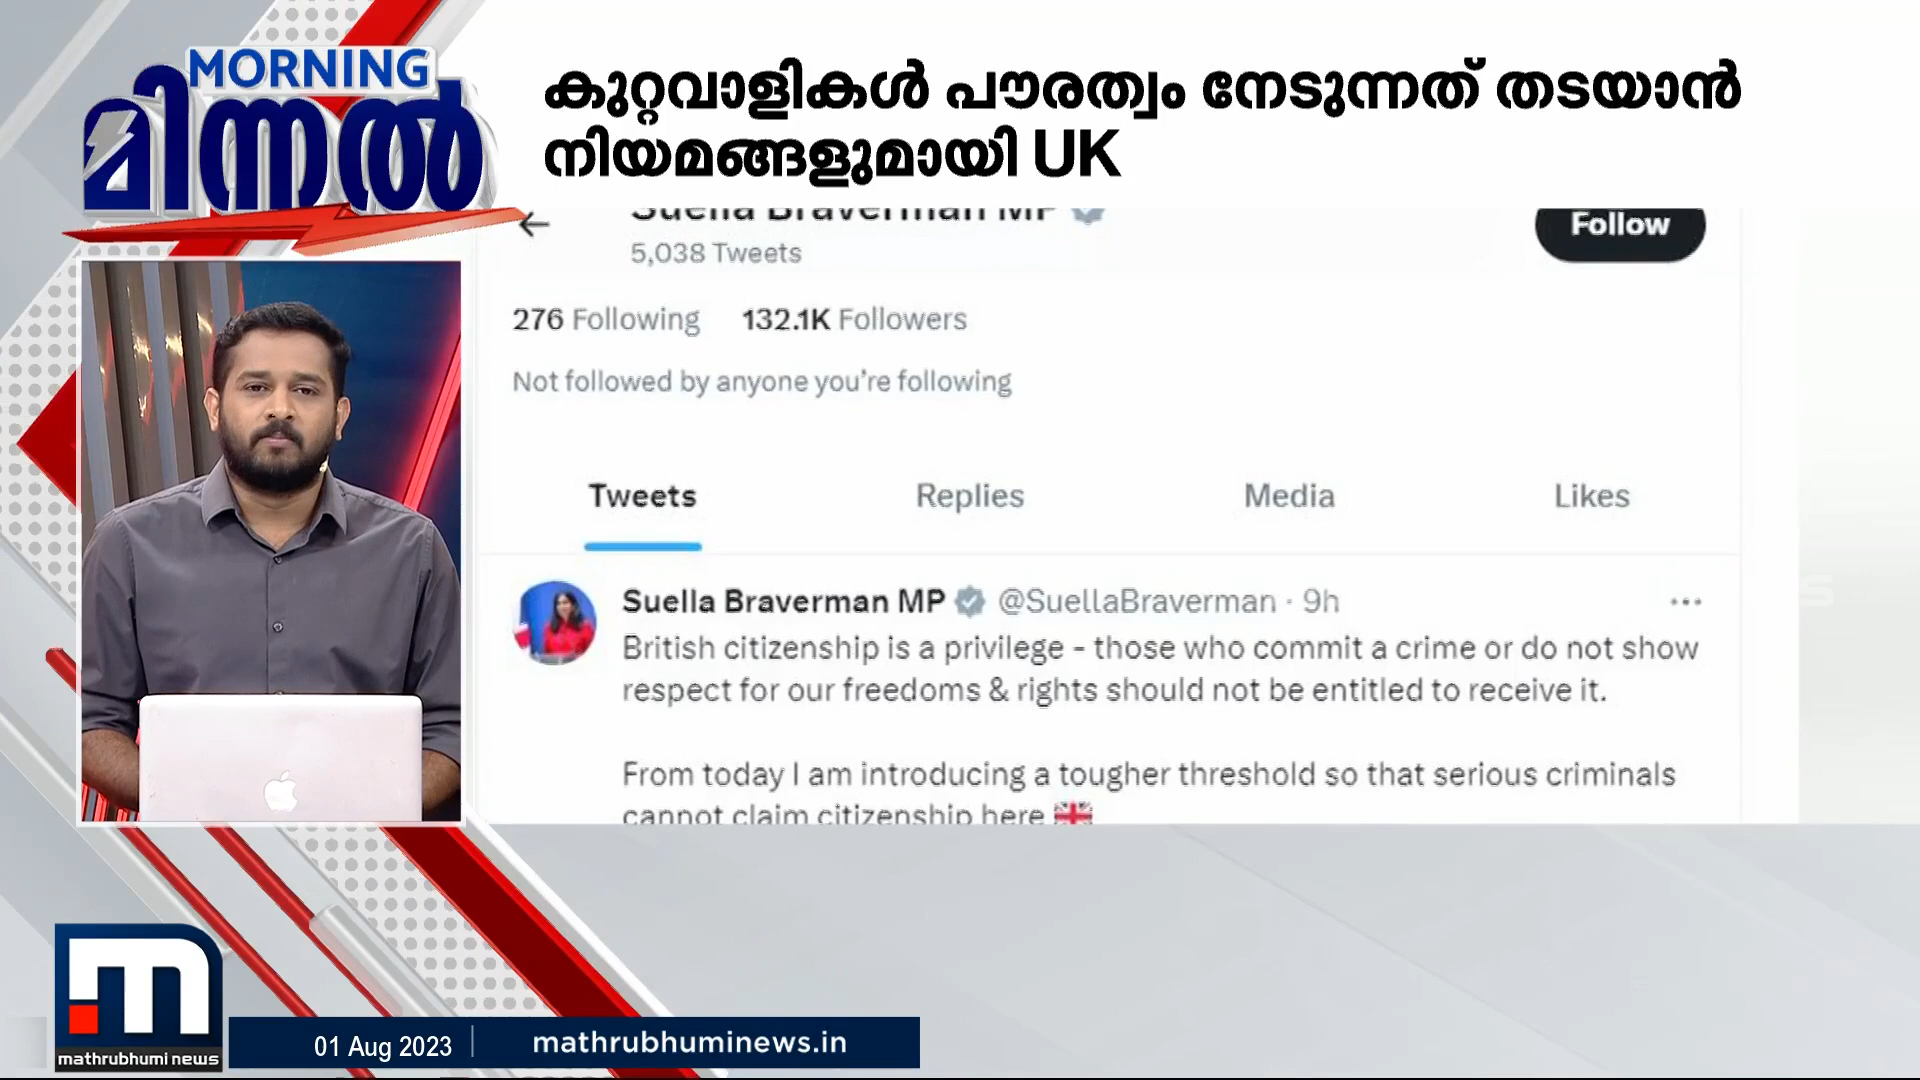 MORNING
മിന്നൽ
കുറ്റവാളികൾ പൗരത്വം നേടുന്നത് തടയാൻ
നിയമങ്ങളുമായി UK
Suella Braverman MP
5,038 Tweets
Follow
276 Following 132.1K Followers
Not followed by anyone you're following
Tweets Replies Media Likes
Suella Braverman MP @SuellaBraverman · 9h
British citizenship is a privilege - those who commit a crime or do not show
respect for our freedoms & rights should not be entitled to receive it.
From today I am introducing a tougher threshold so that serious criminals
cannot claim citizenship here
mathrubhumi news
01 Aug 2023
mathrubhuminews.in